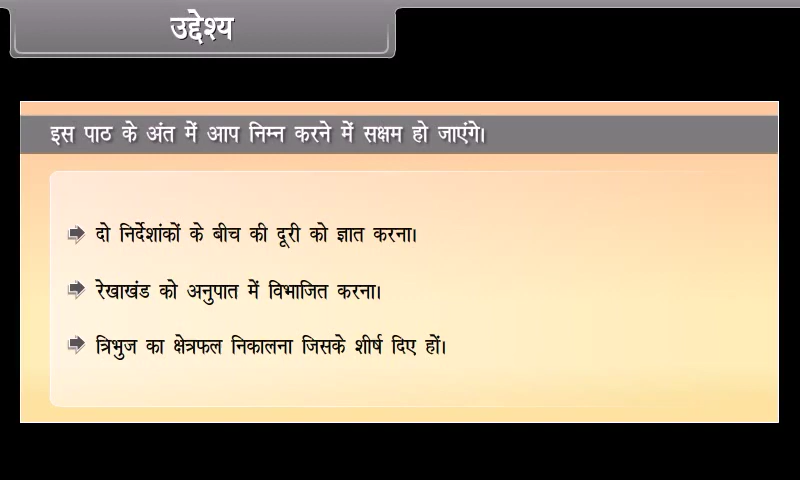 उद्देश्य
इस पाठ के अंत में आप निम्न करने में सक्षम हो जाएंगे।
दो निर्देशांकों के बीच की दूरी को ज्ञात करना।
रेखाखंड को अनुपात में विभाजित करना।
त्रिभुज का क्षेत्रफल निकालना जिसके शीर्ष दिए हों।